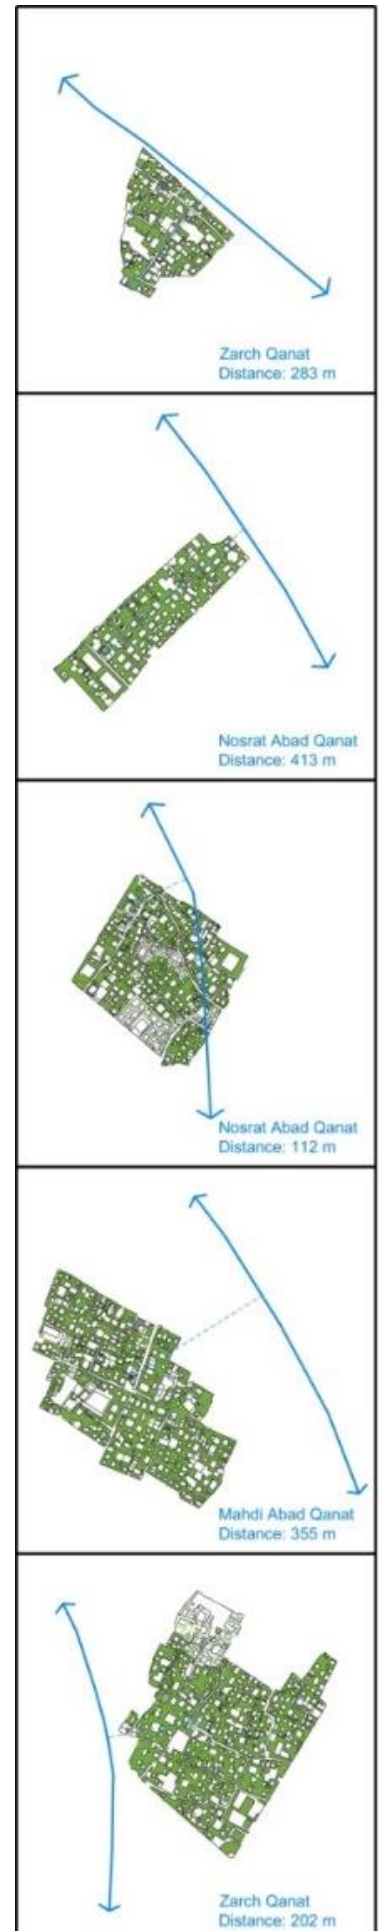 Zarch Qanat
Distance: 283 m
Nosrat Abad Qanat
Distance: 413 m
Nosrat Abad Qanat
Distance: 112 m
Mahdi Abad Qanat
Distance: 355 m
Zarch Qanat
Distance: 202 m